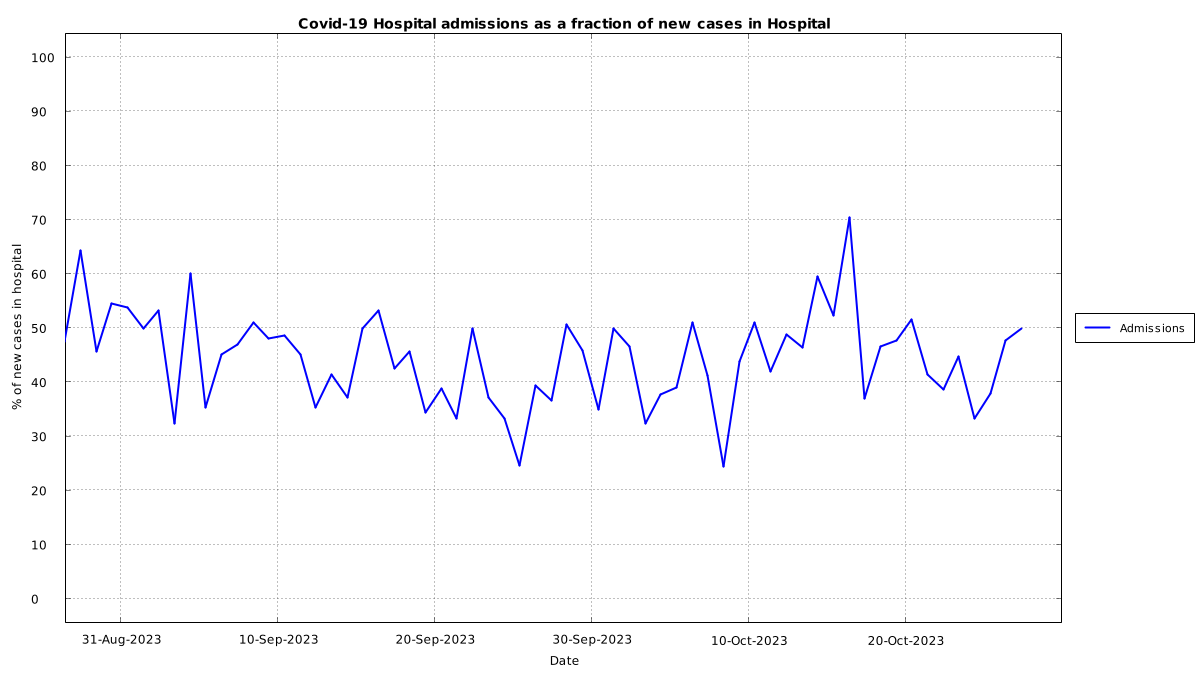 Covid-19 Hospital admissions as a fraction of new cases in Hospital
100
90
80
70
60
50
40
30
20
10
0
% of new cases in hospital
31-Aug-2023
10-Sep-2023
20-Sep-2023
30-Sep-2023
10-Oct-2023
20-Oct-2023
Date
Admissions